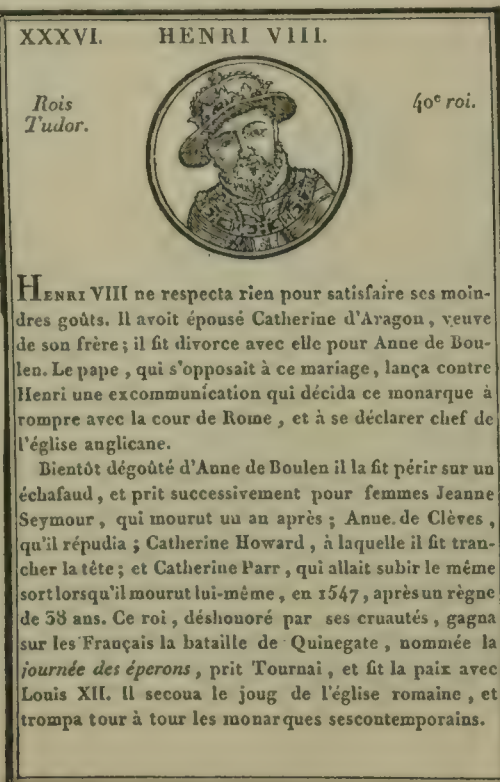 XXXVI. HENRI VIII.
Rois 40e roi.
Tudor.
HENRI VIII ne respecta rien pour satisfaire ses moin-
dres goûts. Il avoit épousé Catherine d'Aragon, veuve
de son frère; il fit divorce avec elle pour Anne de Bou-
len. Le pape, qui s'opposait à ce mariage, lança contre
Henri une excommunication qui décida ce monarque à
rompre avec la cour de Rome, et à se déclarer chef de
l'église anglicane.
Bientôt dégoûté d'Anne de Boulen il la fit périr sur un
échafaud, et prit successivement pour femmes Jeanne
Seymour, qui mourut un an après; Anne. de Clèves,
qu'il répudia; Catherine Howard, à laquelle il fit tran-
cher la tête; et Catherine Parr, qui allait subir le même
sort lorsqu'il mourut lui-même, en 1547, après un règne
de 38 ans. Ce roi, déshonoré par ses cruautés, gagna
sur les Français la bataille de Quinegate, nommée la
journée des éperons, prit Tournai, et fit la paix avec
Louis XII. Il secoua le joug de l'église romaine, et
trompa tour à tour les monarques sescontemporains.